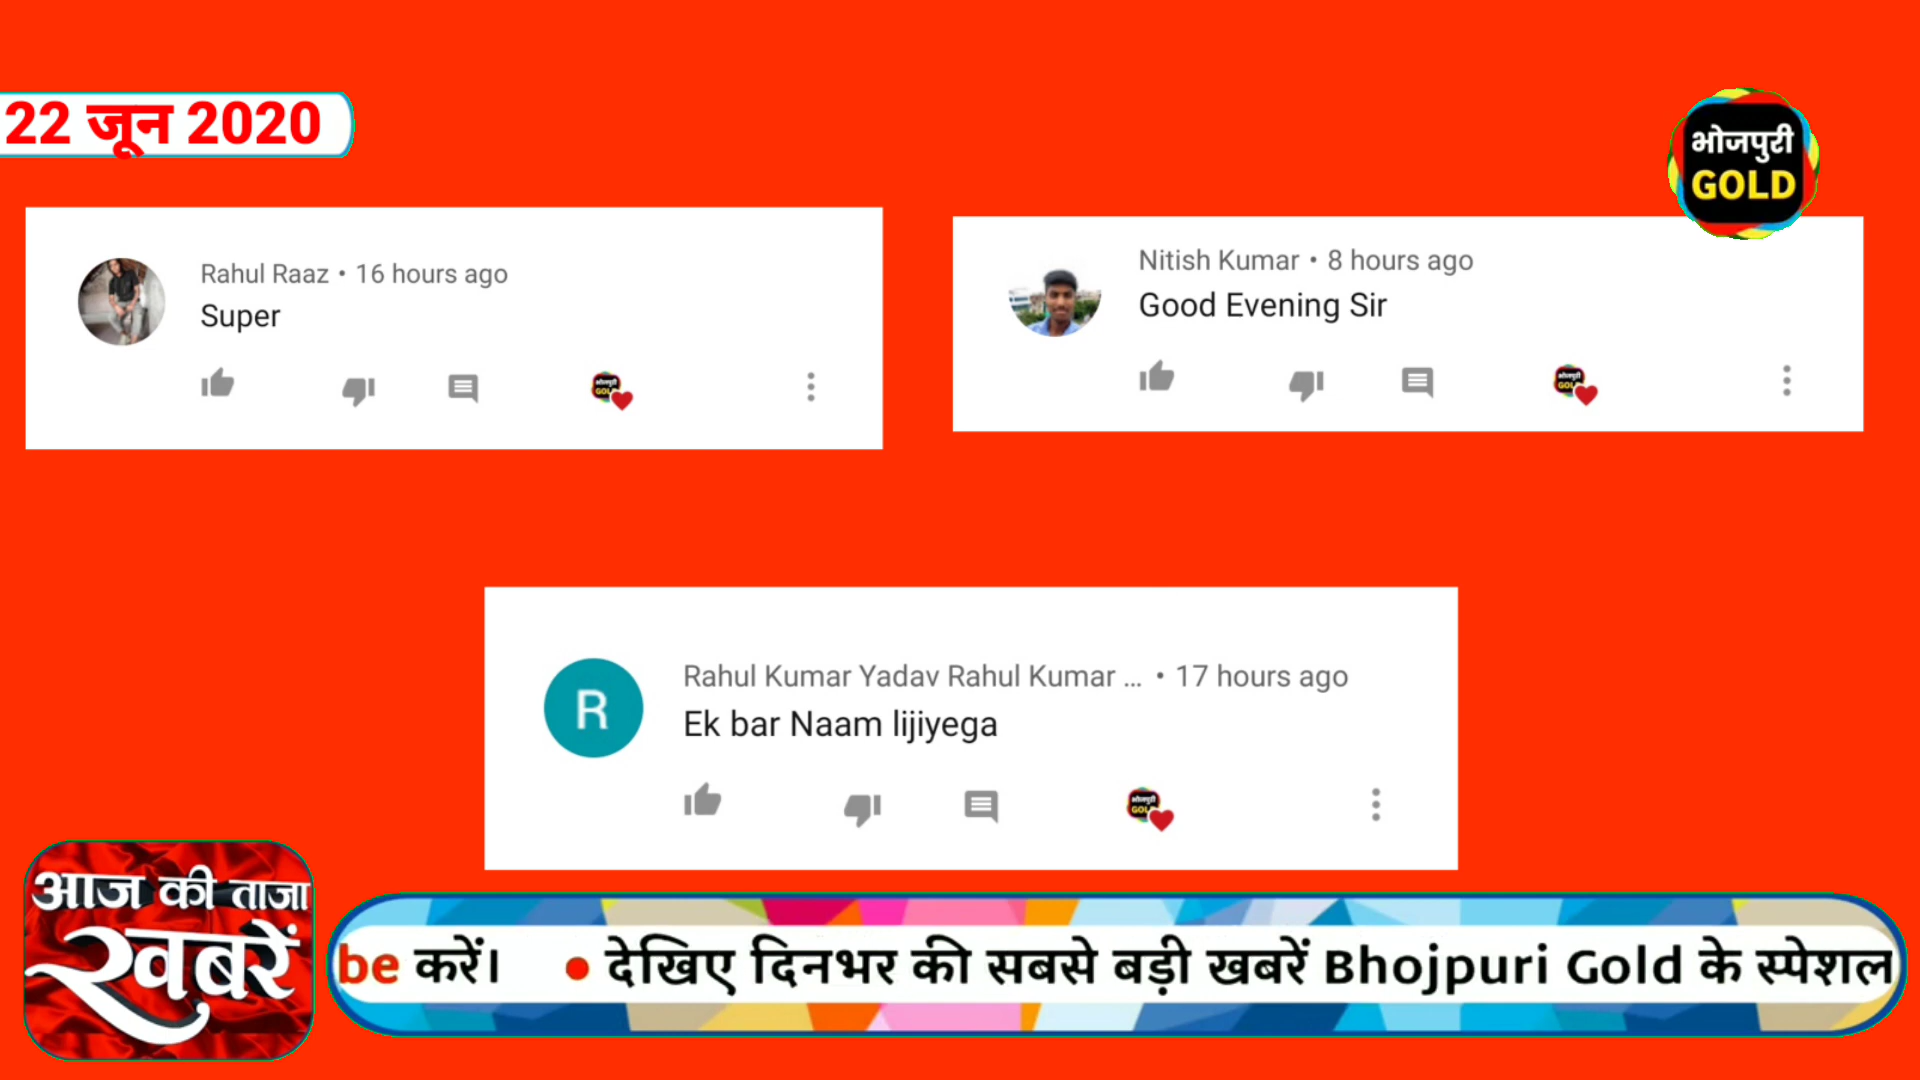 22 जून 2020
भोजपुरी
GOLD
Rahul Raaz • 16 hours ago
Super
Nitish Kumar • 8 hours ago
Good Evening Sir
Rahul Kumar Yadav Rahul Kumar ... • 17 hours ago
R
Ek bar Naam lijiyega
आज की ताजा
खबरें
be करें। • देखिए दिनभर की सबसे बड़ी खबरें Bhojpuri Gold के स्पेशल